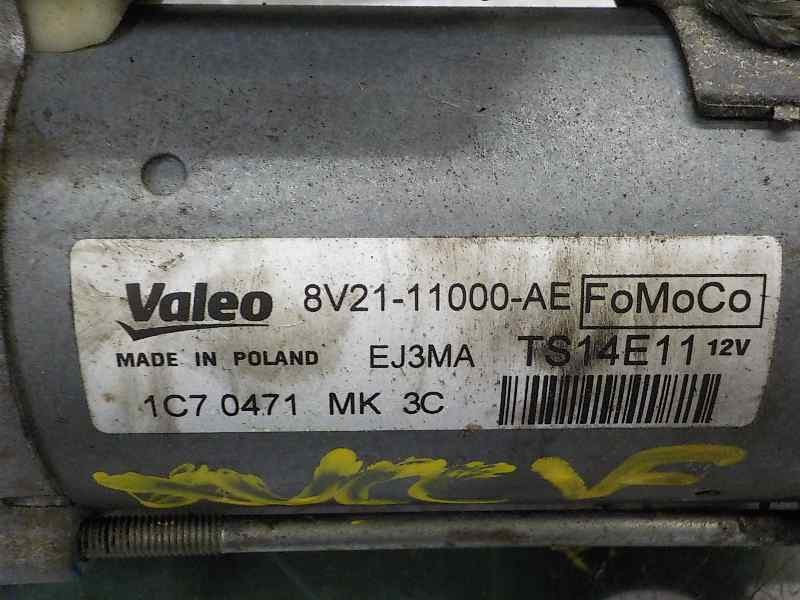 Valeo 8V21-11000-AE FoMoCo
MADE IN POLAND EJ3MA TS14E11 12V
1C7 0471 MK 3C